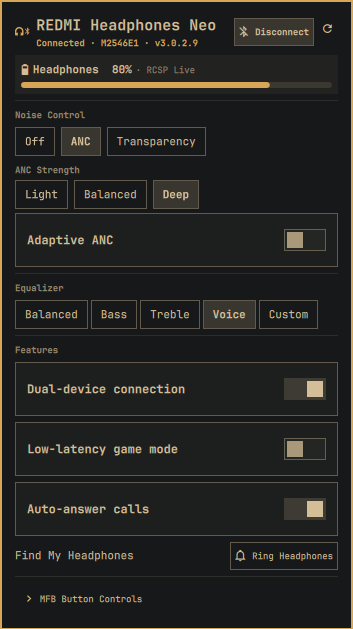 REDMI Headphones Neo
Connected · M2546E1 · v3.0.2.9
Disconnect
Headphones 80% · RCSP Live
Noise Control
Off ANC Transparency
ANC Strength
Light Balanced Deep
Adaptive ANC
Equalizer
Balanced Bass Treble Voice Custom
Features
Dual-device connection
Low-latency game mode
Auto-answer calls
Find My Headphones Ring Headphones
MFB Button Controls